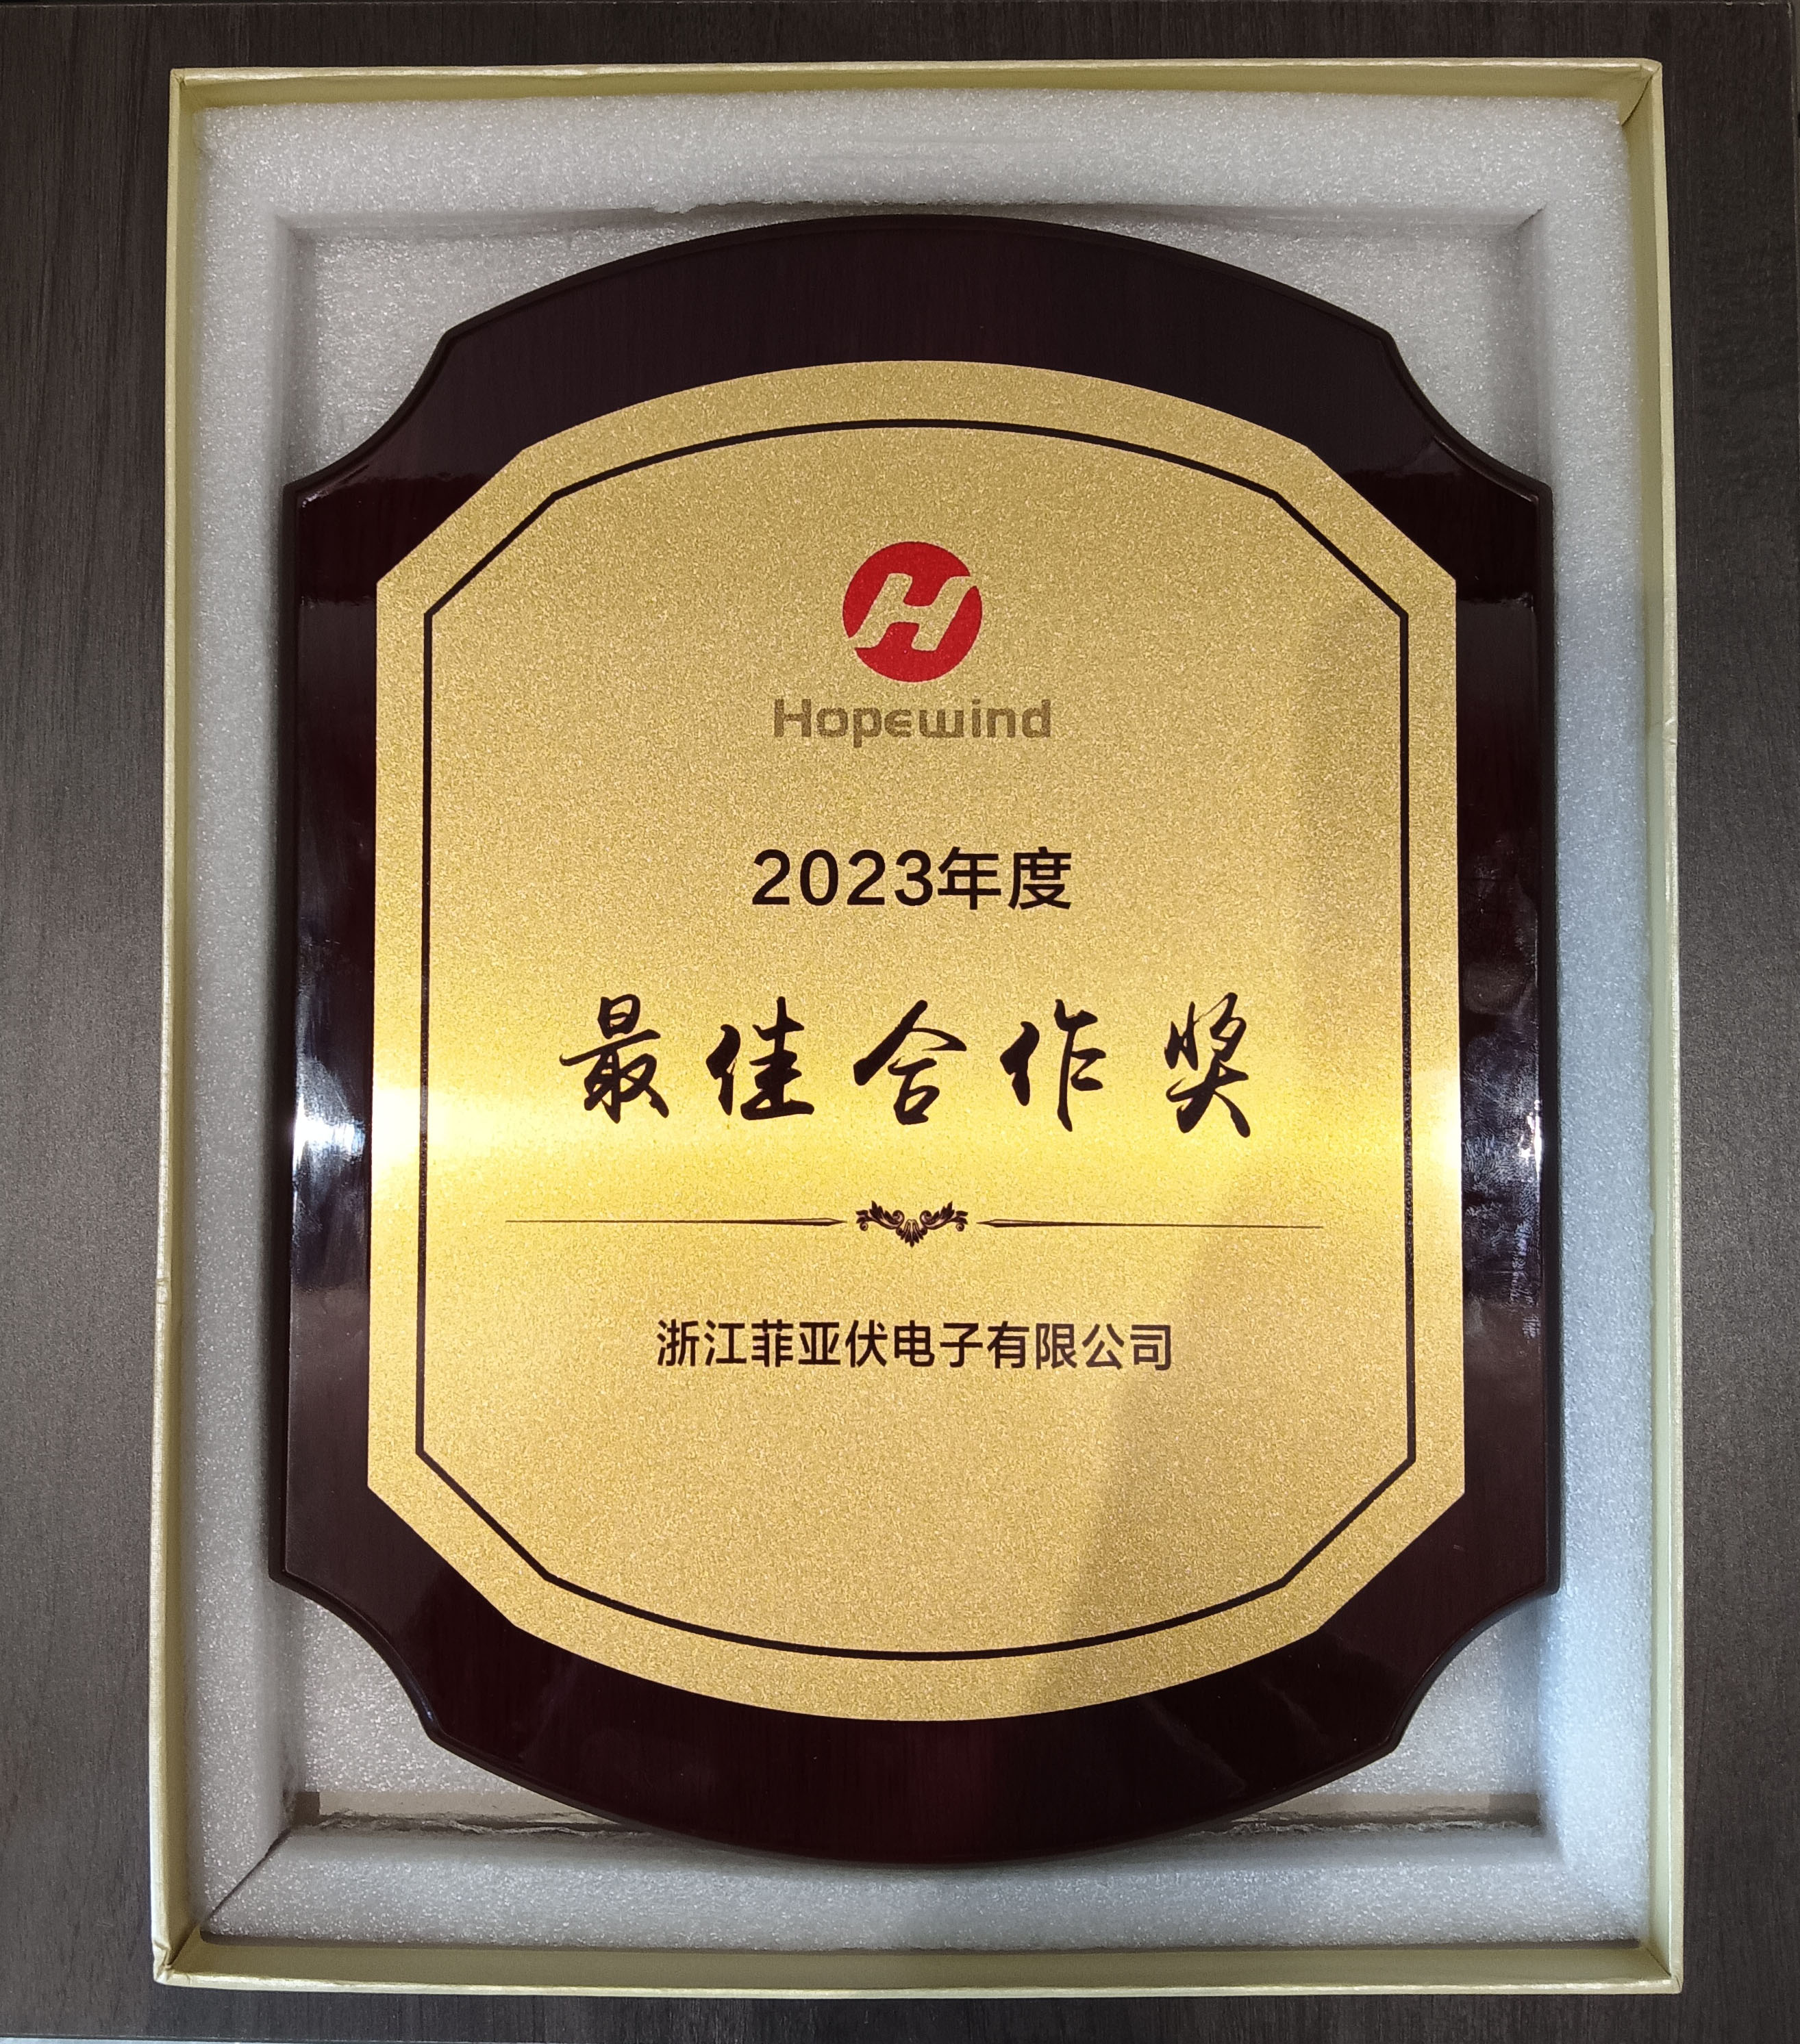 Hopewind
2023年度
最佳合作奖
浙江菲亚伏电子有限公司